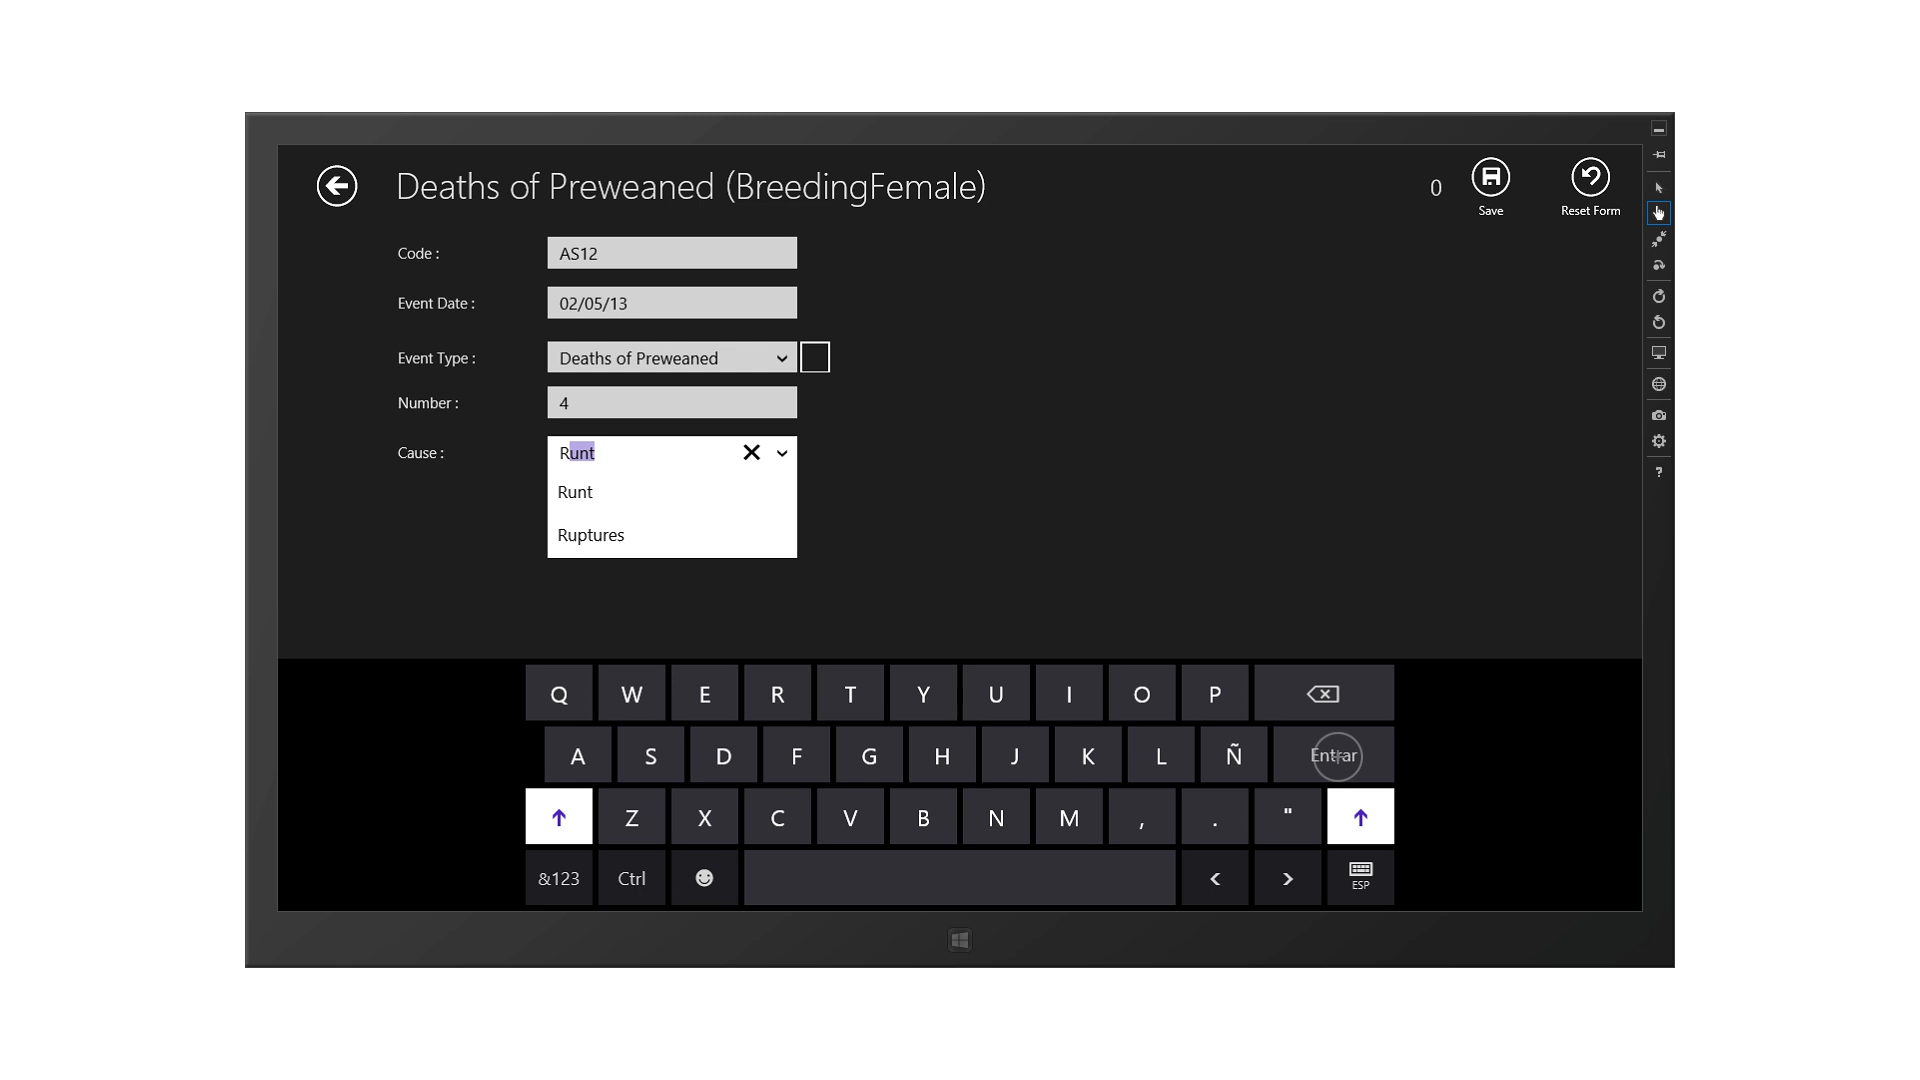 Deaths of Preweaned (BreedingFemale)
0
Save
Reset Form
Code :
AS12
Event Date :
02/05/13
Event Type :
Deaths of Preweaned
Number :
4
Cause :
Runt
Runt
Ruptures
Q W E R T Y U I O P
A S D F G H J K L Ñ Entrar
Z X C V B N M , . "
&123 Ctrl < > ESP
?